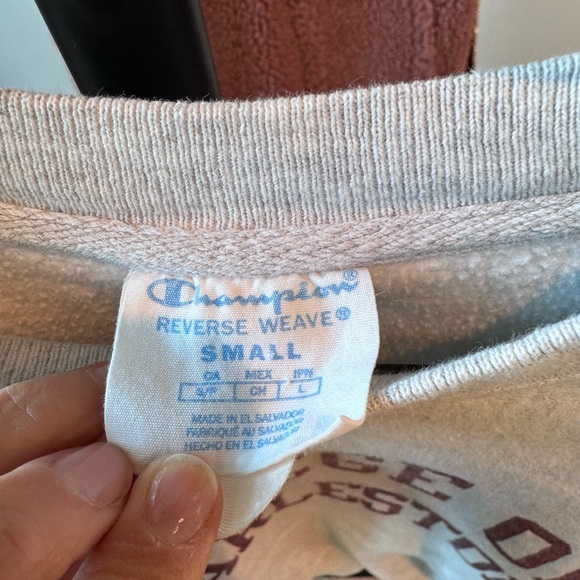 Champion®
REVERSE WEAVE®
SMALL
CA MEX JPN
S/P CH L
MADE IN EL SALVADOR
FABRIQUÉ AU SALVADOR
HECHO EN EL SALVADOR